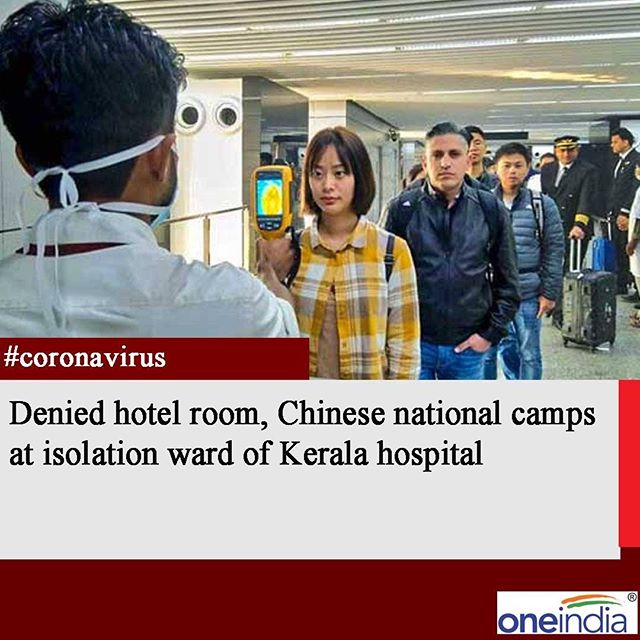 #coronavirus
Denied hotel room, Chinese national camps
at isolation ward of Kerala hospital
oneindia®